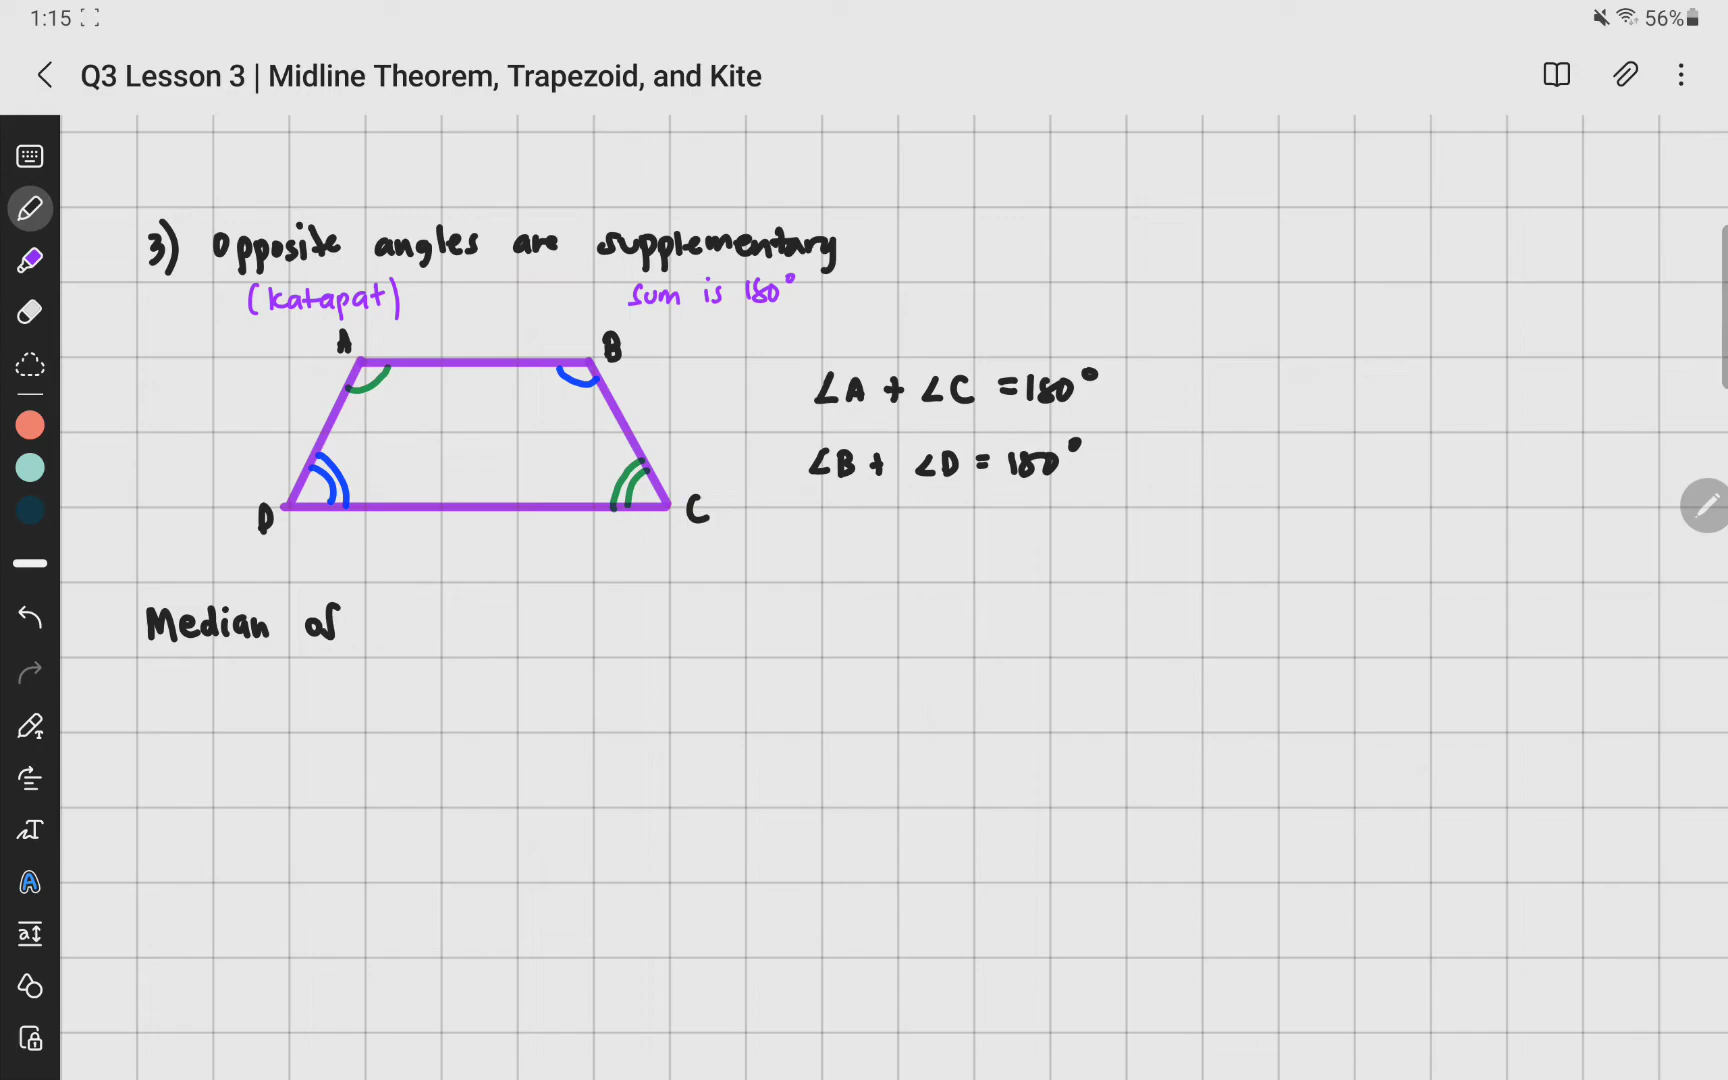 1:15
56%
Q3 Lesson 3 | Midline Theorem, Trapezoid, and Kite
3) Opposite angles are supplementary
(katapat) sum is 180°
A B
∠A + ∠C = 180°
∠B + ∠D = 180°
D C
Median of